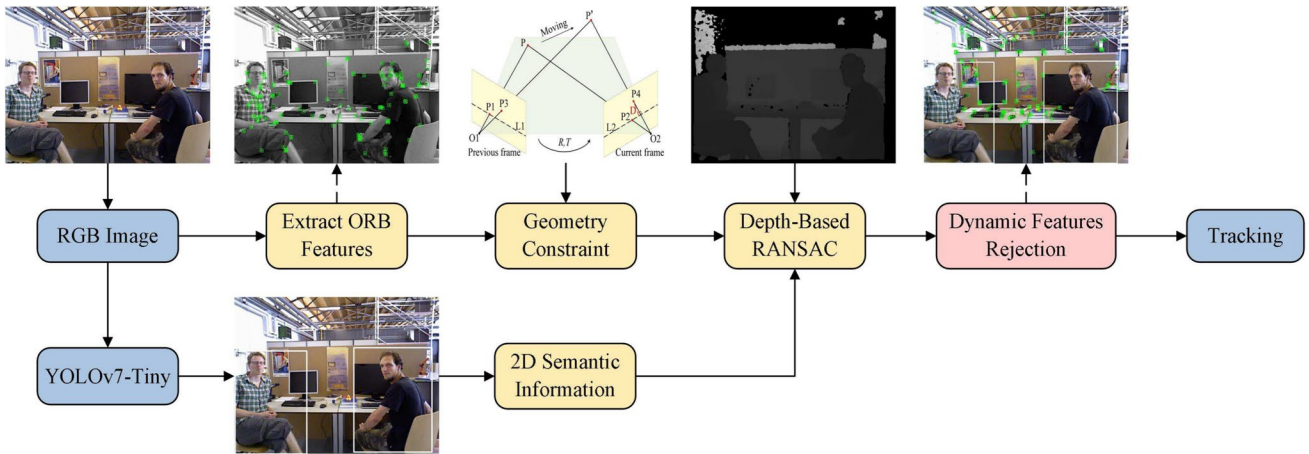 P'
Moving
P
P1
P3
L1
O1
Previous frame
R,T
P4
D
P2
L2
O2
Current frame
RGB Image
Extract ORB
Features
Geometry
Constraint
Depth-Based
RANSAC
Dynamic Features
Rejection
Tracking
YOLOv7-Tiny
2D Semantic
Information